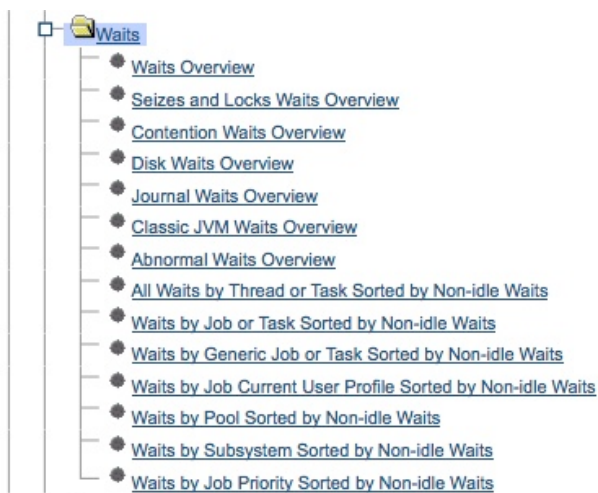 Waits
Waits Overview
Seizes and Locks Waits Overview
Contention Waits Overview
Disk Waits Overview
Journal Waits Overview
Classic JVM Waits Overview
Abnormal Waits Overview
All Waits by Thread or Task Sorted by Non-idle Waits
Waits by Job or Task Sorted by Non-idle Waits
Waits by Generic Job or Task Sorted by Non-idle Waits
Waits by Job Current User Profile Sorted by Non-idle Waits
Waits by Pool Sorted by Non-idle Waits
Waits by Subsystem Sorted by Non-idle Waits
Waits by Job Priority Sorted by Non-idle Waits